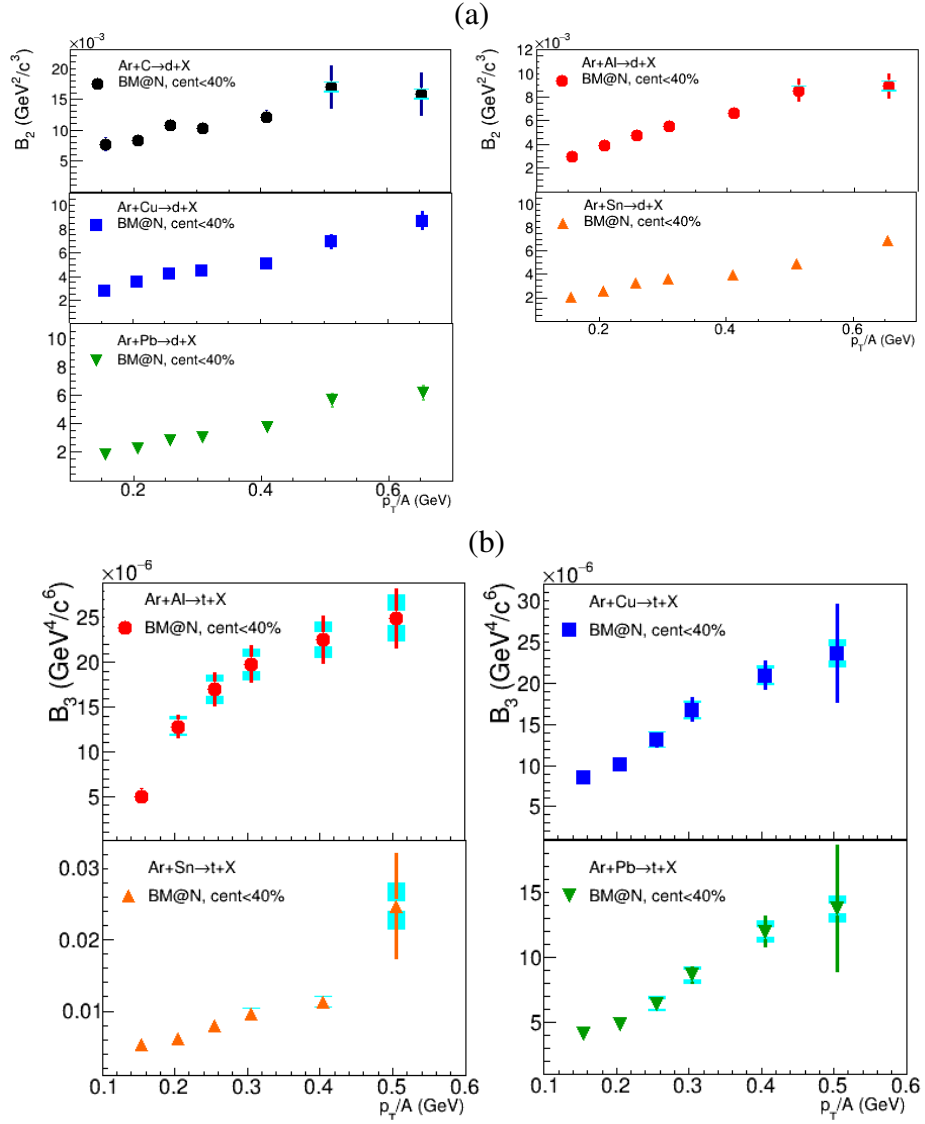 (a)
×10⁻³
B₂ (GeV²/c³)
20
15
10
5
Ar+C→d+X
BM@N, cent<40%
10
8
6
4
2
Ar+Cu→d+X
BM@N, cent<40%
10
8
6
4
2
Ar+Pb→d+X
BM@N, cent<40%
0.2 0.4 0.6
p_T/A (GeV)
×10⁻³
B₂ (GeV²/c³)
12
10
8
6
4
2
Ar+Al→d+X
BM@N, cent<40%
10
8
6
4
2
Ar+Sn→d+X
BM@N, cent<40%
0.2 0.4 0.6
p_T/A (GeV)
(b)
×10⁻⁶
B₃ (GeV⁴/c⁶)
25
20
15
10
5
Ar+Al→t+X
BM@N, cent<40%
0.03
0.02
0.01
Ar+Sn→t+X
BM@N, cent<40%
0.1 0.2 0.3 0.4 0.5 0.6
p_T/A (GeV)
×10⁻⁶
B₃ (GeV⁴/c⁶)
30
25
20
15
10
5
Ar+Cu→t+X
BM@N, cent<40%
15
10
5
Ar+Pb→t+X
BM@N, cent<40%
0.1 0.2 0.3 0.4 0.5 0.6
p_T/A (GeV)